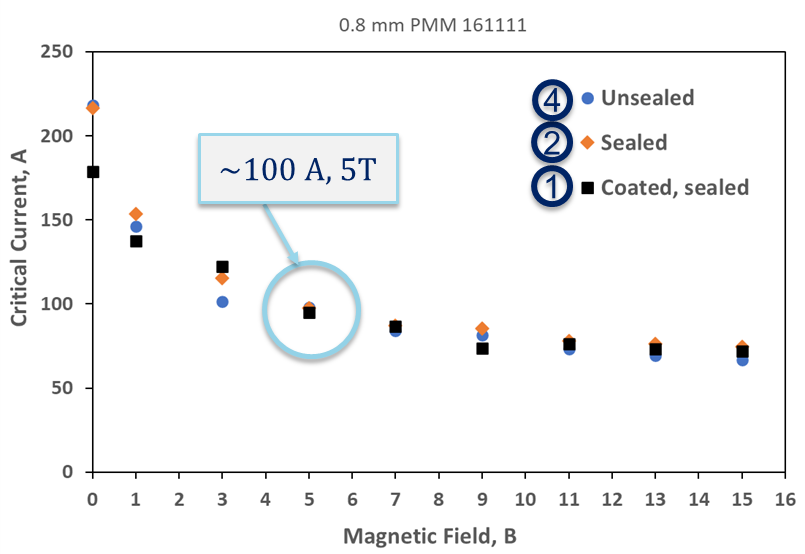 0.8 mm PMM 161111
250
200
150
100
50
0
Critical Current, A
~100 A, 5T
4 Unsealed
2 Sealed
1 Coated, sealed
0 1 2 3 4 5 6 7 8 9 10 11 12 13 14 15 16
Magnetic Field, B